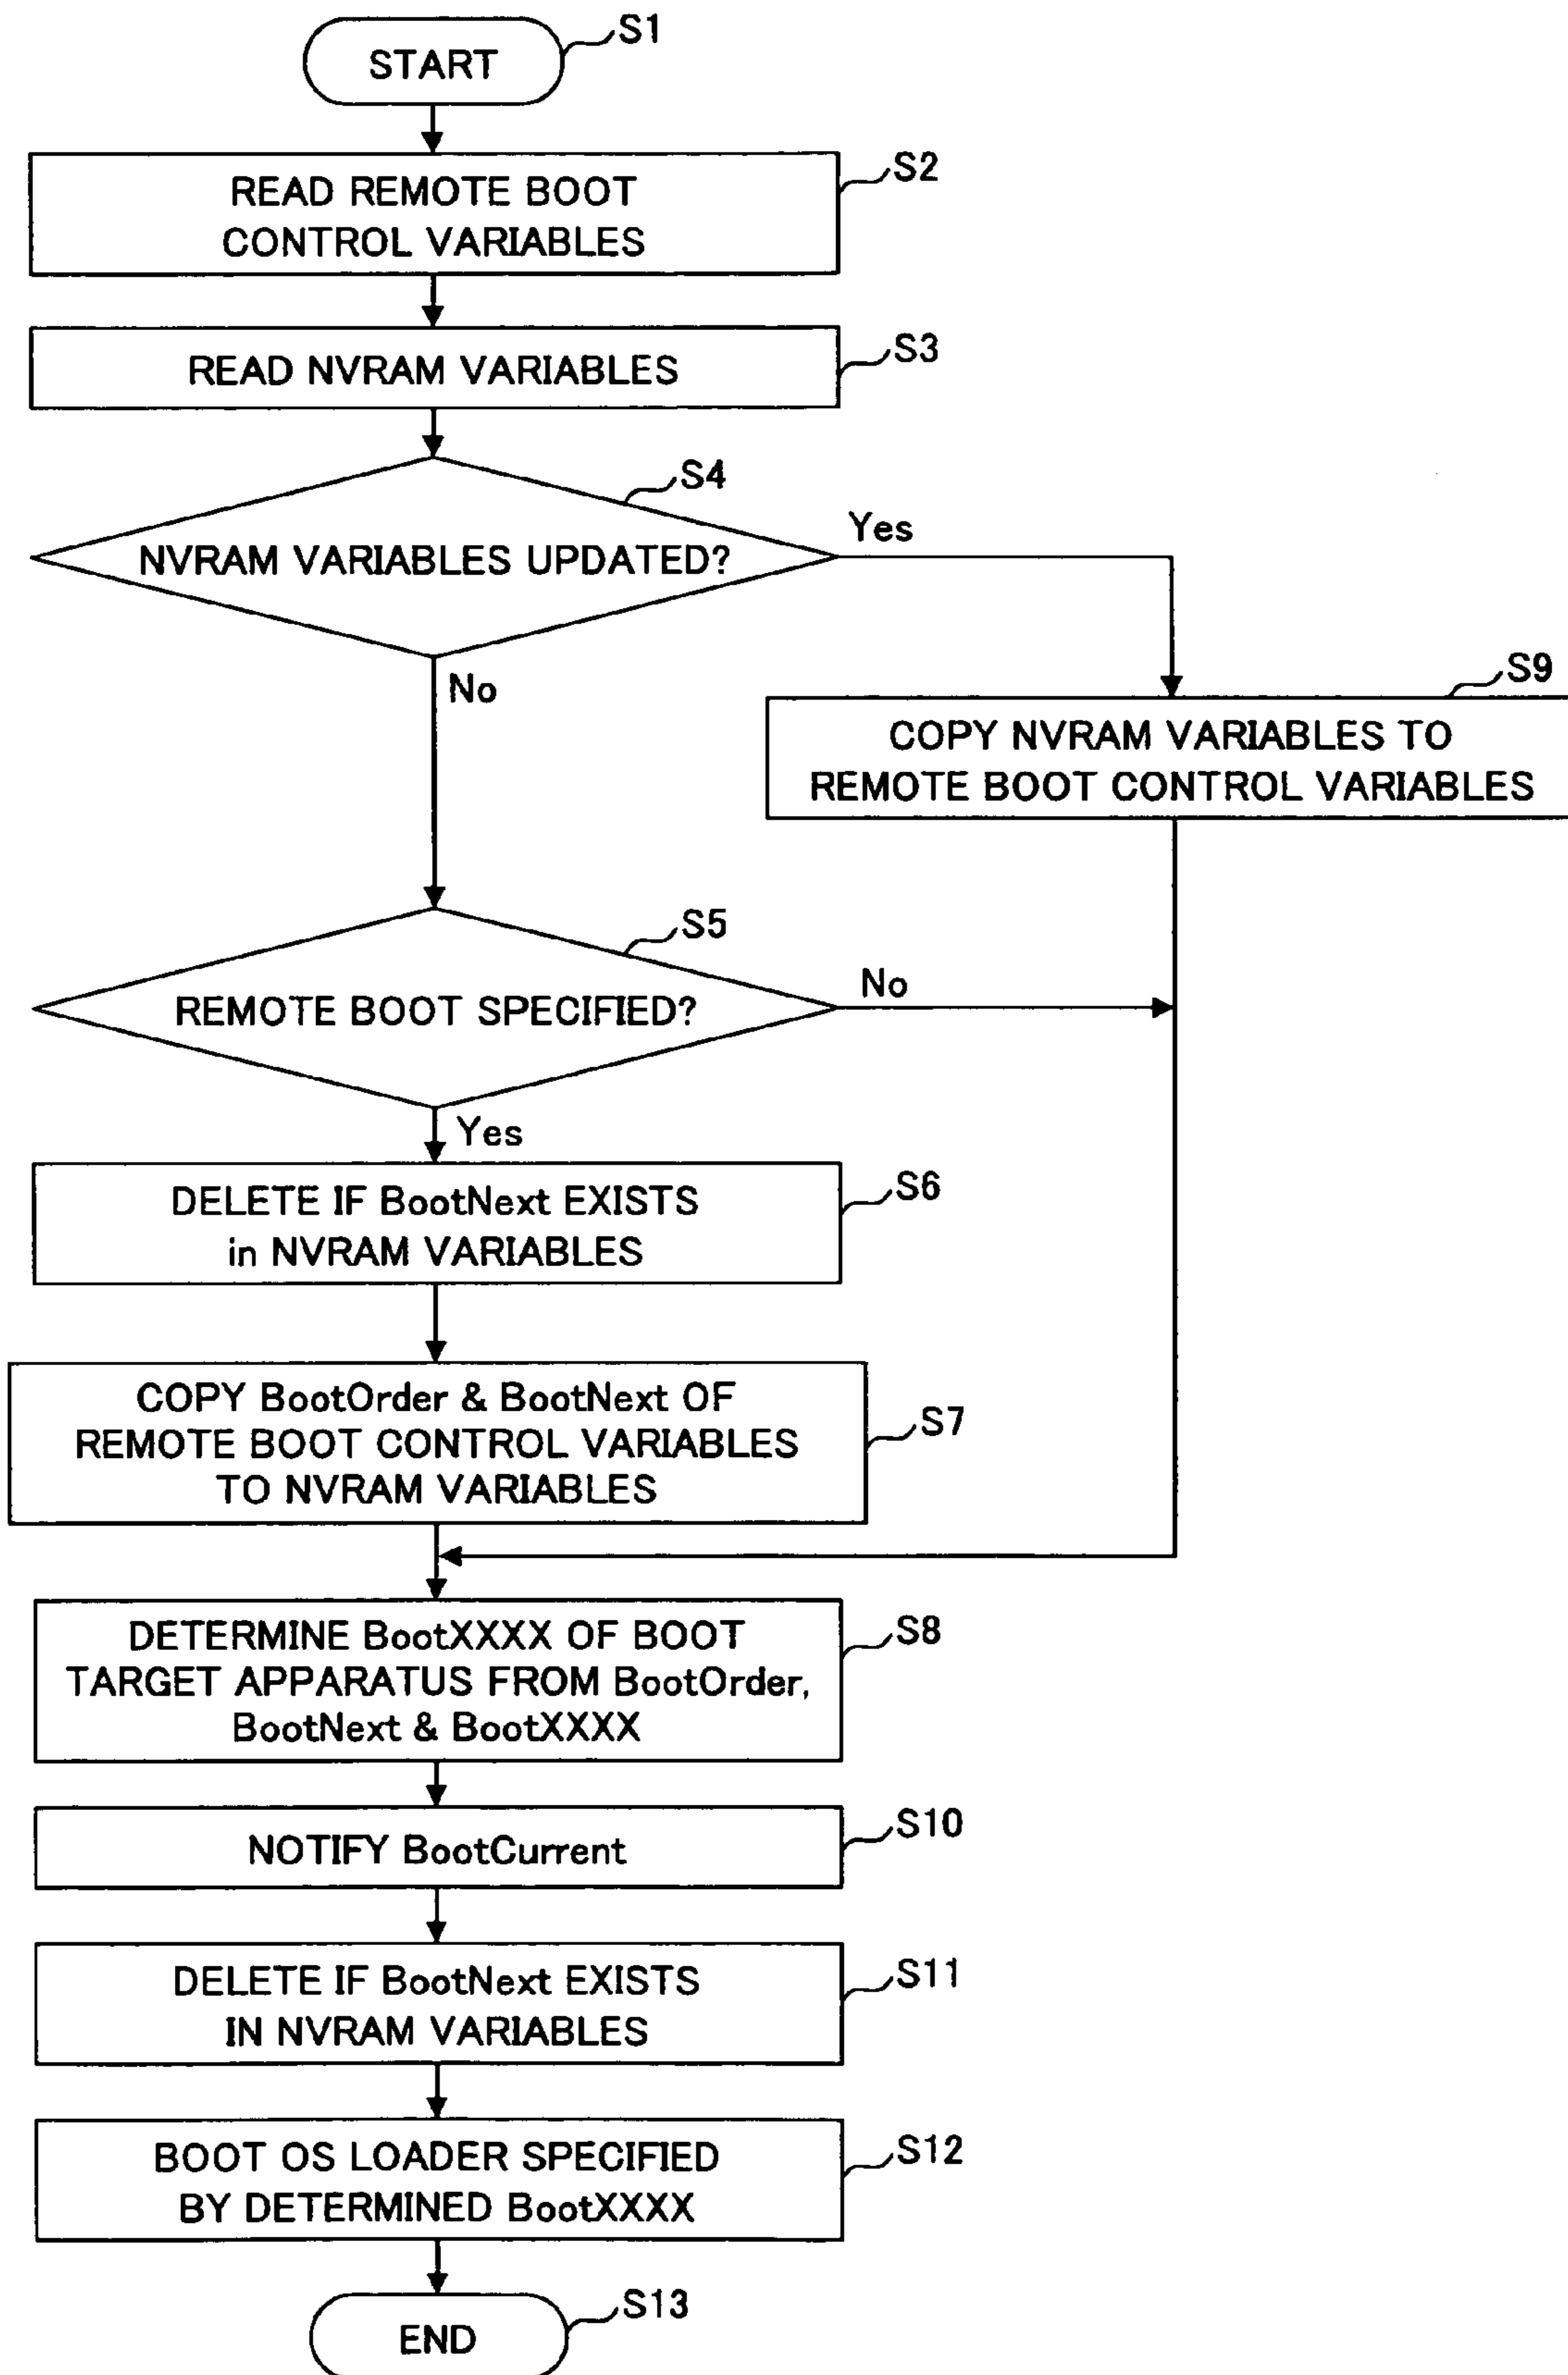 START
S1
READ REMOTE BOOT
CONTROL VARIABLES
S2
READ NVRAM VARIABLES
S3
NVRAM VARIABLES UPDATED?
S4
Yes
No
COPY NVRAM VARIABLES TO
REMOTE BOOT CONTROL VARIABLES
S9
REMOTE BOOT SPECIFIED?
S5
No
Yes
DELETE IF BootNext EXISTS
in NVRAM VARIABLES
S6
COPY BootOrder & BootNext OF
REMOTE BOOT CONTROL VARIABLES
TO NVRAM VARIABLES
S7
DETERMINE BootXXXX OF BOOT
TARGET APPARATUS FROM BootOrder,
BootNext & BootXXXX
S8
NOTIFY BootCurrent
S10
DELETE IF BootNext EXISTS
IN NVRAM VARIABLES
S11
BOOT OS LOADER SPECIFIED
BY DETERMINED BootXXXX
S12
END
S13